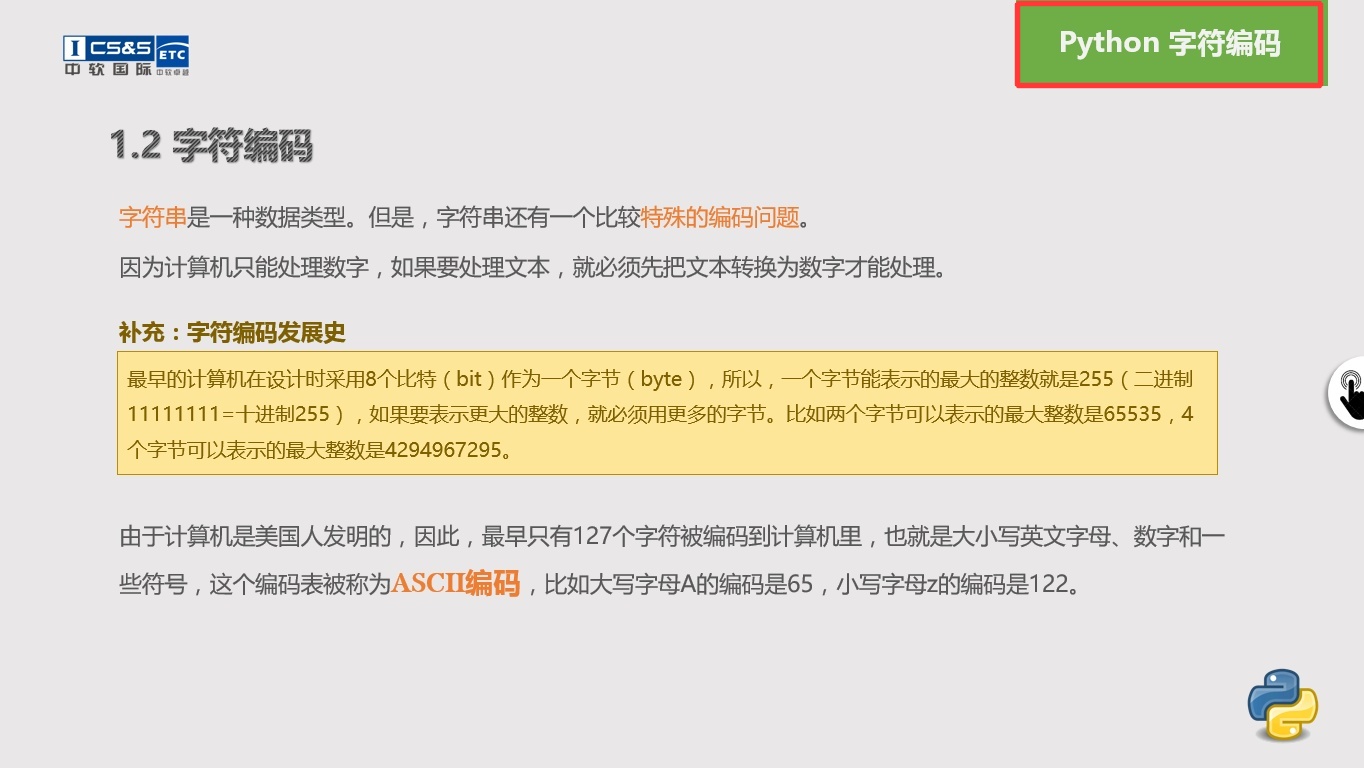 I CS&S ETC
中软国际 中软卓越
Python 字符编码
1.2 字符编码
字符串是一种数据类型。但是，字符串还有一个比较特殊的编码问题。
因为计算机只能处理数字，如果要处理文本，就必须先把文本转换为数字才能处理。
补充：字符编码发展史
最早的计算机在设计时采用8个比特（bit）作为一个字节（byte），所以，一个字节能表示的最大的整数就是255（二进制
11111111=十进制255），如果要表示更大的整数，就必须用更多的字节。比如两个字节可以表示的最大整数是65535，4
个字节可以表示的最大整数是4294967295。
由于计算机是美国人发明的，因此，最早只有127个字符被编码到计算机里，也就是大小写英文字母、数字和一
些符号，这个编码表被称为ASCII编码，比如大写字母A的编码是65，小写字母z的编码是122。